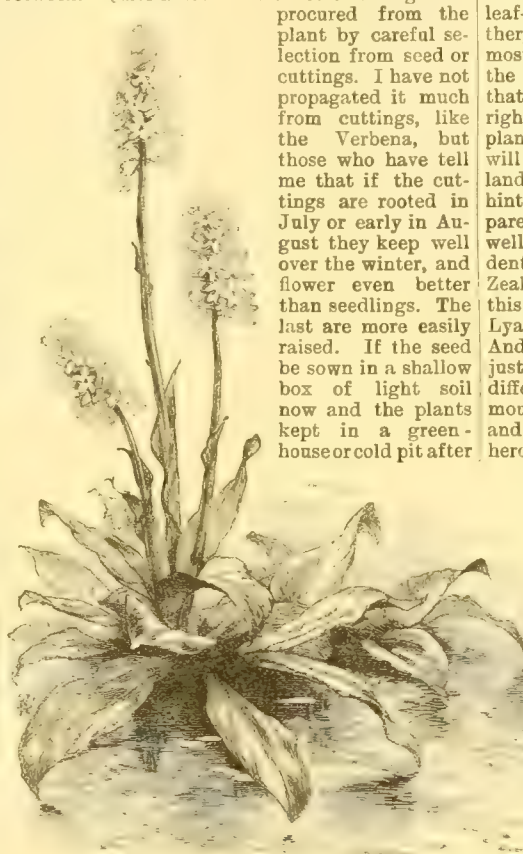 procured from the
plant by careful se-
lection from seed or
cuttings. I have not
propagated it much
from cuttings, like
the Verbena, but
those who have tell
me that if the cut-
tings are rooted in
July or early in Au-
gust they keep well
over the winter, and
flower even better
than seedlings. The
last are more easily
raised. If the seed
be sown in a shallow
box of light soil
now and the plants
kept in a green-
house or cold pit after
leaf-
ther
most
the
that
righ
plan
will
land
hint
pare
well
dent
Zeal
this
Lya
And
just
diffe
mou
and
here